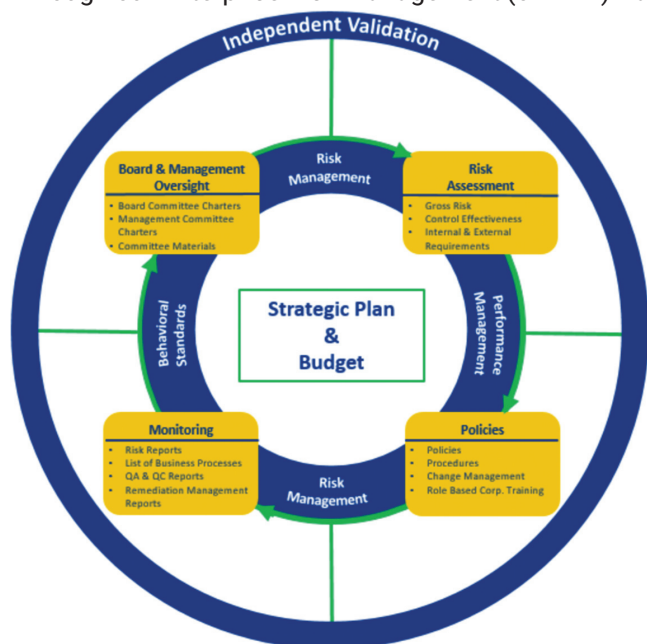 Independent Validation
Risk
Management
Board & Management
Oversight
• Board Committee Charters
• Management Committee
Charters
• Committee Materials
Risk
Assessment
• Gross Risk
• Control Effectiveness
• Internal & External
Requirements
Behavioral
Standards
Strategic Plan
&
Budget
Performance
Management
Monitoring
• Risk Reports
• List of Business Processes
• QA & QC Reports
• Remediation Management
Reports
Risk
Management
Policies
• Policies
• Procedures
• Change Management
• Role Based Corp. Training